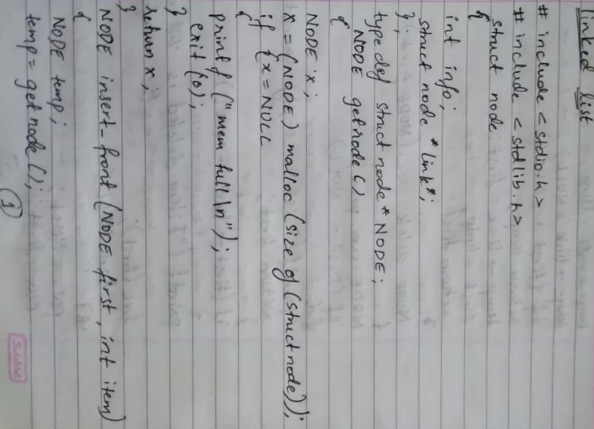 linked list
# include < stdio.h >
# include < stdlib.h >
{ struct node
int info;
struct node * link*;
};
typedef struct node * NODE;
NODE getnode()
{
NODE x;
x = (NODE) malloc (size of (struct node));
if (x=NULL
{
printf ("mem full \n");
exit (0);
}
return x;
}
NODE insert_front (NODE first, int item)
{
NODE temp;
temp = getnode();
1